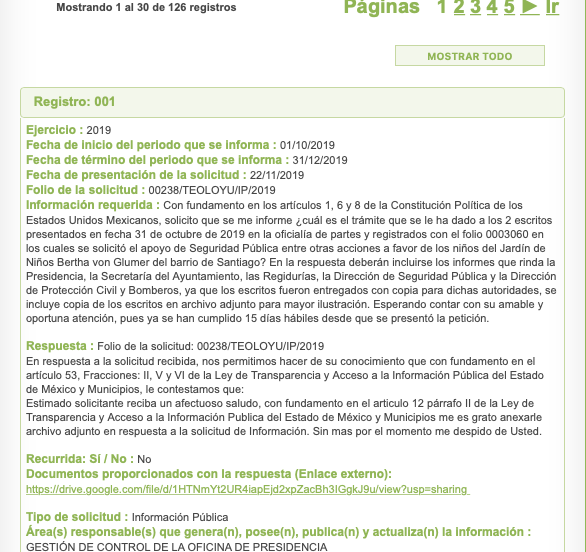 Mostrando 1 al 30 de 126 registros
Páginas 1 2 3 4 5 ► Ir
MOSTRAR TODO
Registro: 001
Ejercicio : 2019
Fecha de inicio del periodo que se informa : 01/10/2019
Fecha de término del periodo que se informa : 31/12/2019
Fecha de presentación de la solicitud : 22/11/2019
Folio de la solicitud : 00238/TEOLOYU/IP/2019
Información requerida : Con fundamento en los artículos 1, 6 y 8 de la Constitución Política de los
Estados Unidos Mexicanos, solicito que se me informe ¿cuál es el trámite que se le ha dado a los 2 escritos
presentados en fecha 31 de octubre de 2019 en la oficialía de partes y registrados con el folio 0003060 en
los cuales se solicitó el apoyo de Seguridad Pública entre otras acciones a favor de los niños del Jardín de
Niños Bertha von Glumer del barrio de Santiago? En la respuesta deberán incluirse los informes que rinda la
Presidencia, la Secretaría del Ayuntamiento, las Regidurías, la Dirección de Seguridad Pública y la Dirección
de Protección Civil y Bomberos, ya que los escritos fueron entregados con copia para dichas autoridades, se
incluye copia de los escritos en archivo adjunto para mayor ilustración. Esperando contar con su amable y
oportuna atención, pues ya se han cumplido 15 días hábiles desde que se presentó la petición.
Respuesta : Folio de la solicitud: 00238/TEOLOYU/IP/2019
En respuesta a la solicitud recibida, nos permitimos hacer de su conocimiento que con fundamento en el
artículo 53, Fracciones: II, V y VI de la Ley de Transparencia y Acceso a la Información Pública del Estado
de México y Municipios, le contestamos que:
Estimado solicitante reciba un afectuoso saludo, con fundamento en el articulo 12 párrafo II de la Ley de
Transparencia y Acceso a la Información Publica del Estado de México y Municipios me es grato anexarle
archivo adjunto en respuesta a la solicitud de Información. Sin mas por el momento me despido de Usted.
Recurrida: Sí / No : No
Documentos proporcionados con la respuesta (Enlace externo):
https://drive.google.com/file/d/1HTNmYt2UR4iapEjd2xpZacBh3IGgkJ9u/view?usp=sharing
Tipo de solicitud : Información Pública
Área(s) responsable(s) que genera(n), posee(n), publica(n) y actualiza(n) la información :
GESTIÓN DE CONTROL DE LA OFICINA DE PRESIDENCIA